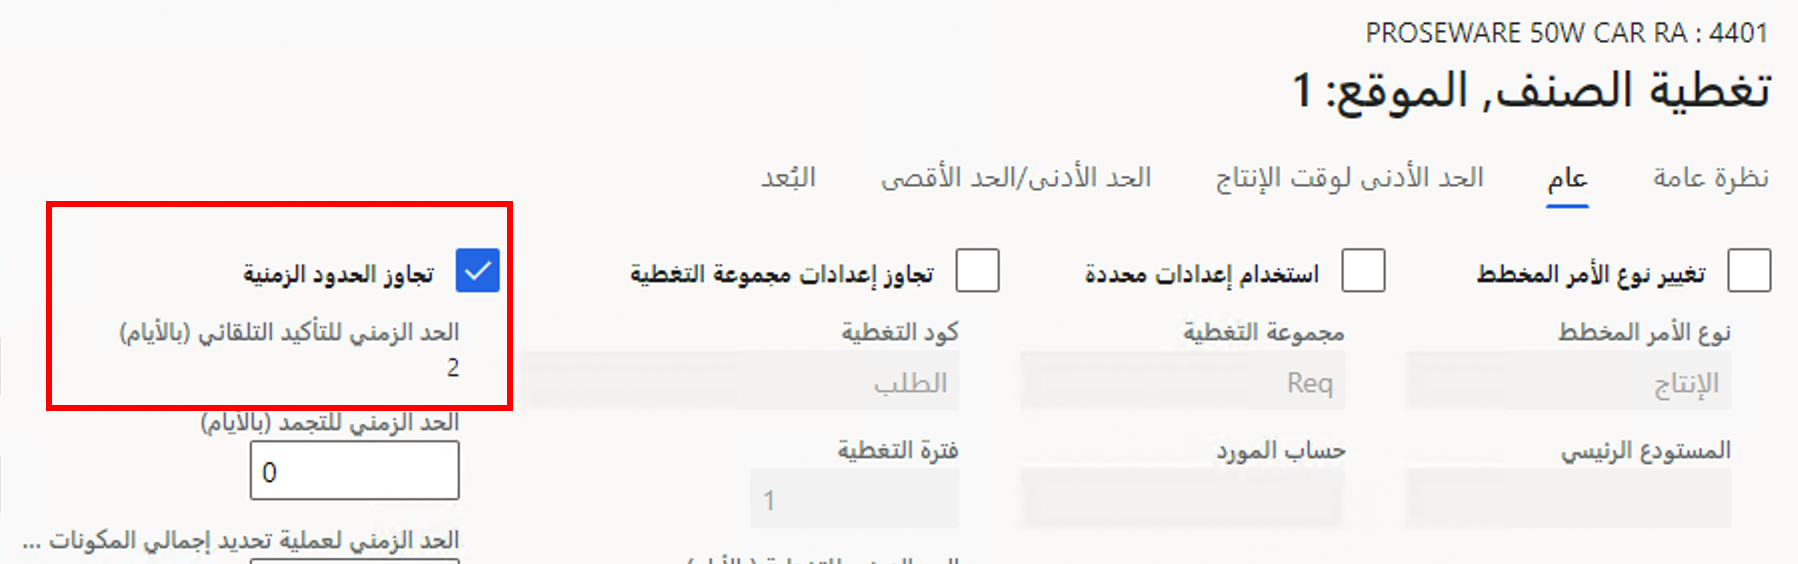 PROSEWARE 50W CAR RA : 4401
تغطية الصنف, الموقع: 1
نظرة عامة
عام
الحد الأدنى لوقت الإنتاج
الحد الأدنى/الحد الأقصى
البُعد
تغيير نوع الأمر المخطط
نوع الأمر المخطط
الإنتاج
المستودع الرئيسي
استخدام إعدادات محددة
مجموعة التغطية
Req
حساب المورد
تجاوز إعدادات مجموعة التغطية
كود التغطية
الطلب
فترة التغطية
1
تجاوز الحدود الزمنية
الحد الزمني للتأكيد التلقائي (بالأيام)
2
الحد الزمني للتجمد (بالأيام)
0
الحد الزمني لعملية تحديد إجمالي المكونات ...